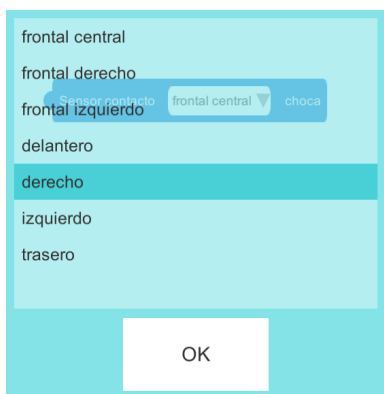 frontal central
frontal derecho
Sensor contacto frontal central choca
frontal izquierdo
delantero
derecho
izquierdo
trasero
OK